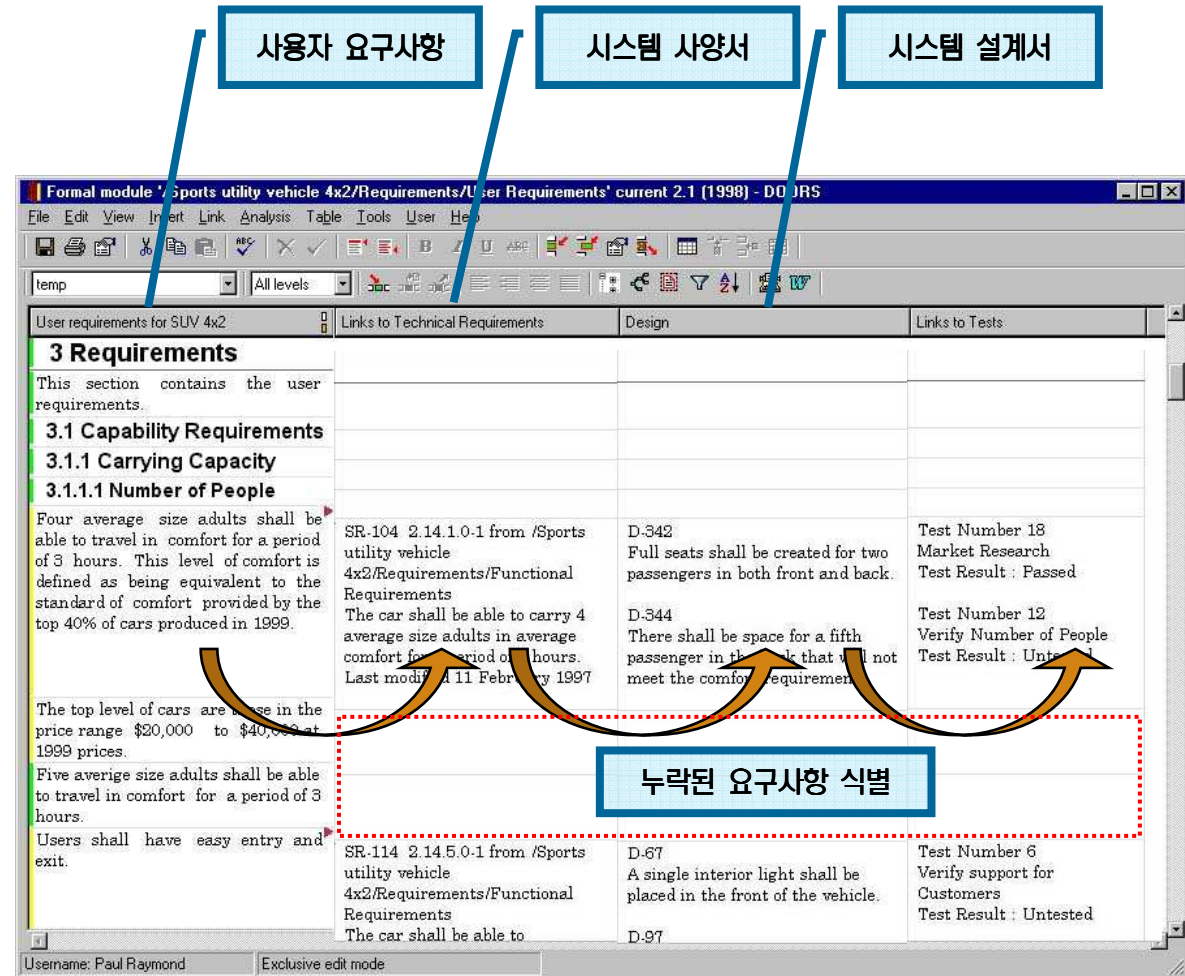 사용자 요구사항
시스템 사양서
시스템 설계서
Formal module '/Sports utility vehicle 4x2/Requirements/User Requirements' current 2.1 (1998) - DOORS
File Edit View Insert Link Analysis Table Tools User Help
temp
All levels
User requirements for SUV 4x2
Links to Technical Requirements
Design
Links to Tests
3 Requirements
This section contains the user
requirements.
3.1 Capability Requirements
3.1.1 Carrying Capacity
3.1.1.1 Number of People
Four average size adults shall be
able to travel in comfort for a period
of 3 hours. This level of comfort is
defined as being equivalent to the
standard of comfort provided by the
top 40% of cars produced in 1999.
SR-104 2.14.1.0-1 from /Sports
utility vehicle
4x2/Requirements/Functional
Requirements
The car shall be able to carry 4
average size adults in average
comfort for period of hours.
Last modified 11 February 1997
D-342
Full seats shall be created for two
passengers in both front and back.
D-344
There shall be space for a fifth
passenger in the back that will not
meet the comfort requirement
Test Number 18
Market Research
Test Result : Passed
Test Number 12
Verify Number of People
Test Result : Untested
The top level of cars are those in the
price range $20,000 to $40,000 at
1999 prices.
Five averige size adults shall be able
to travel in comfort for a period of 3
hours.
누락된 요구사항 식별
Users shall have easy entry and
exit.
SR-114 2.14.5.0-1 from /Sports
utility vehicle
4x2/Requirements/Functional
Requirements
The car shall be able to
D-67
A single interior light shall be
placed in the front of the vehicle.
D-97
Test Number 6
Verify support for
Customers
Test Result : Untested
Username: Paul Raymond
Exclusive edit mode